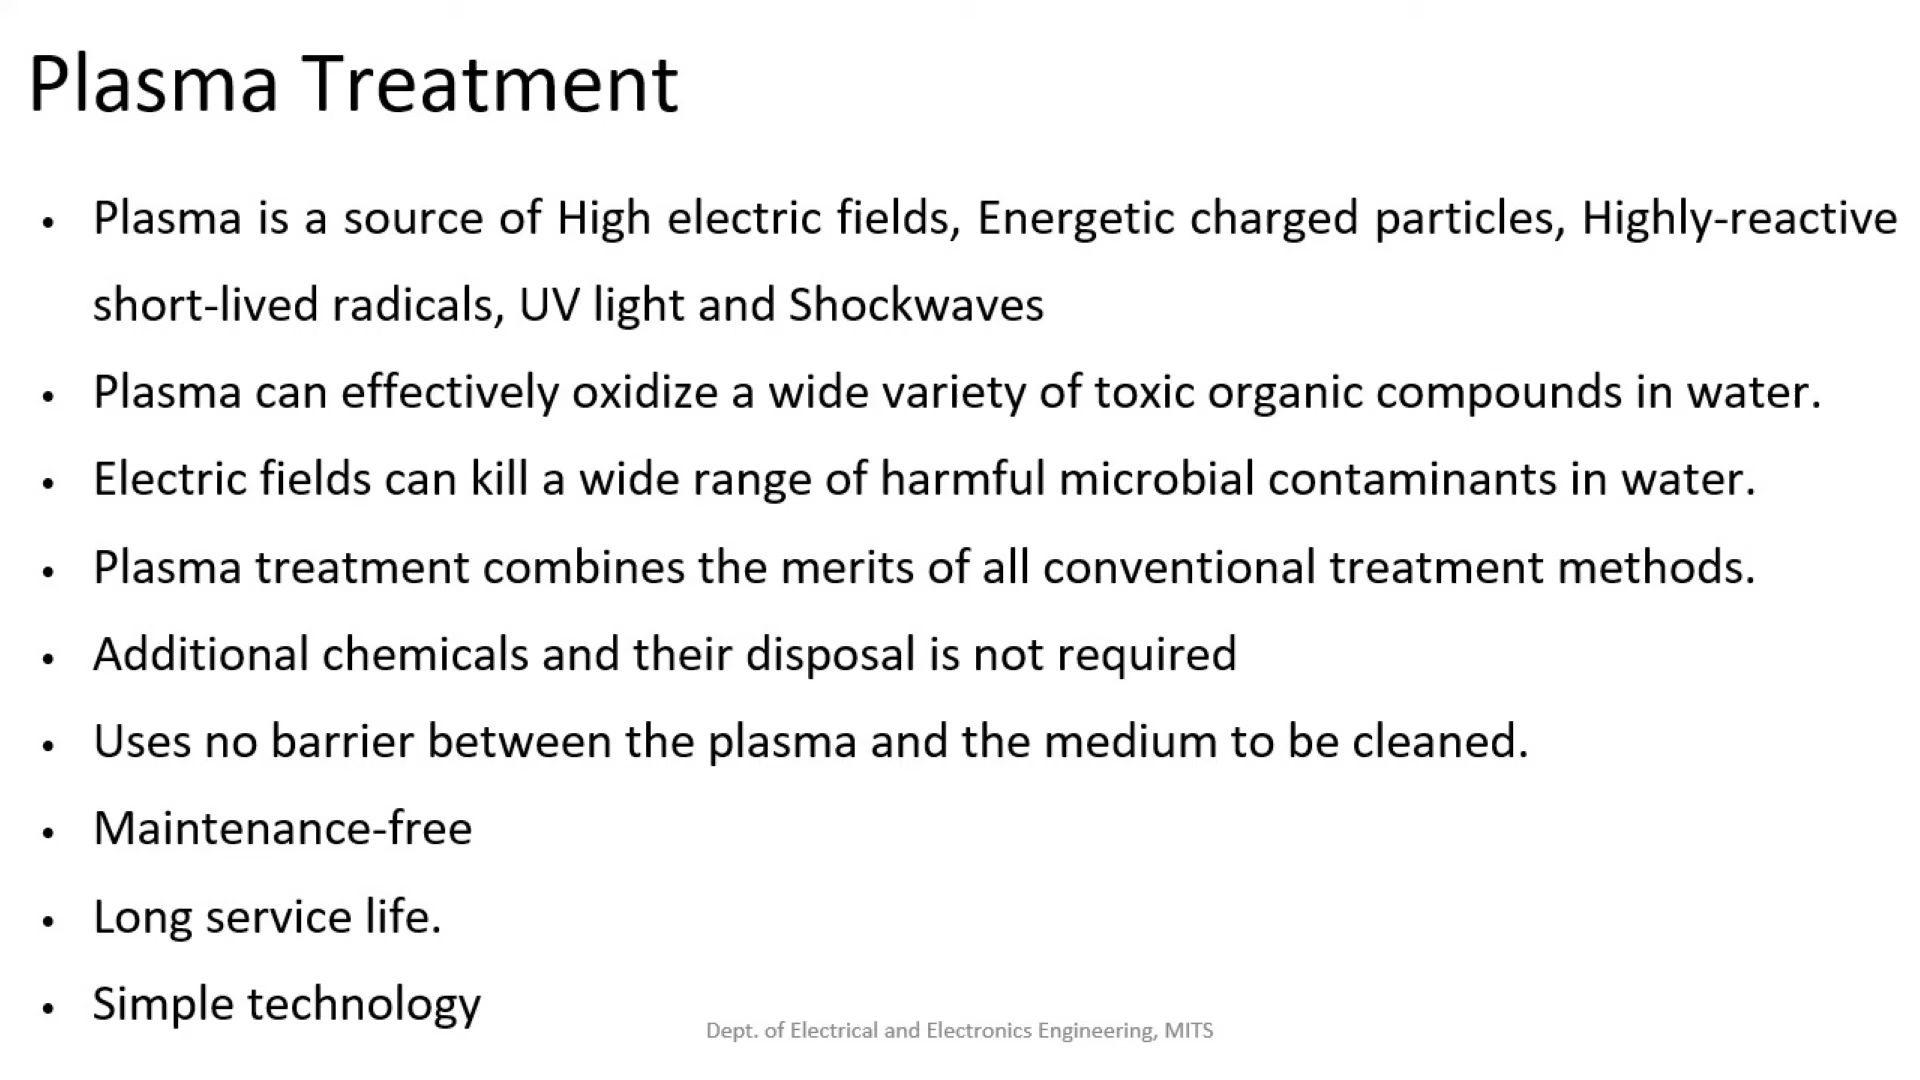 Plasma Treatment
• Plasma is a source of High electric fields, Energetic charged particles, Highly-reactive
short-lived radicals, UV light and Shockwaves
• Plasma can effectively oxidize a wide variety of toxic organic compounds in water.
• Electric fields can kill a wide range of harmful microbial contaminants in water.
• Plasma treatment combines the merits of all conventional treatment methods.
• Additional chemicals and their disposal is not required
• Uses no barrier between the plasma and the medium to be cleaned.
• Maintenance-free
• Long service life.
• Simple technology
Dept. of Electrical and Electronics Engineering, MITS